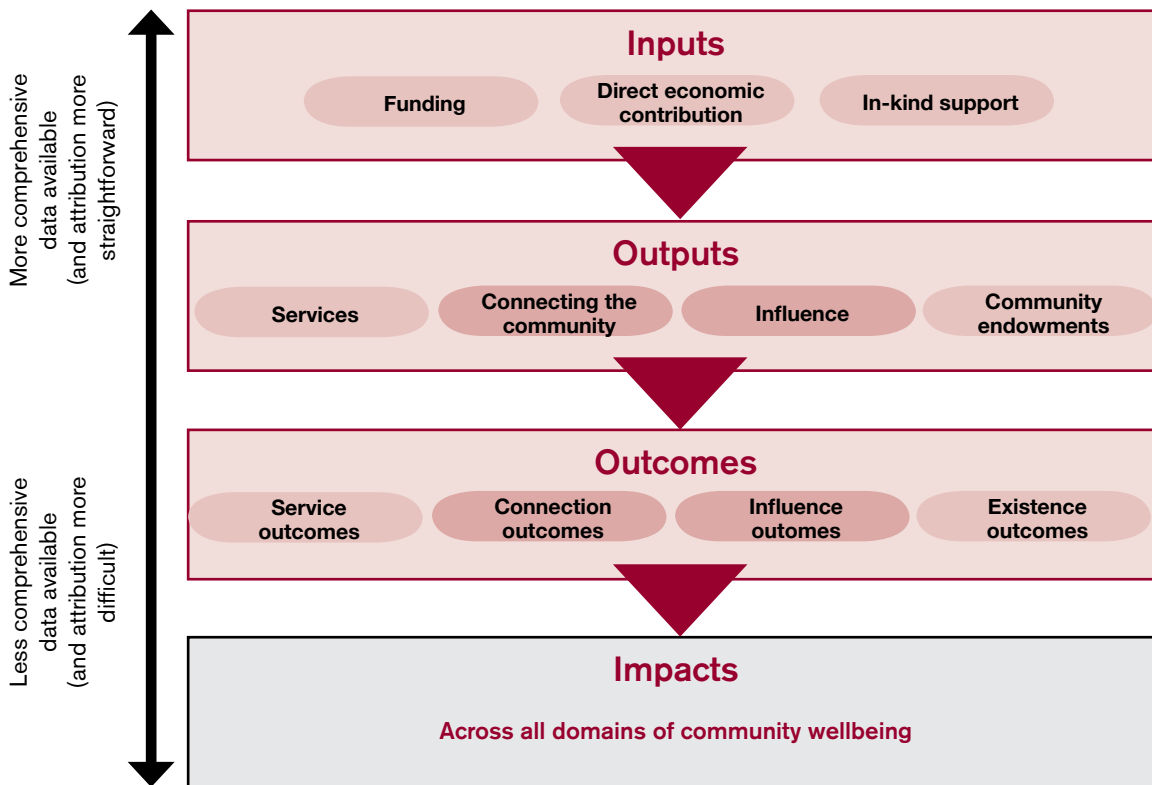 More comprehensive
data available
(and attribution more
straightforward)
Less comprehensive
data available
(and attribution more
difficult)
Inputs
Funding
Direct economic
contribution
In-kind support
Outputs
Services
Connecting the
community
Influence
Community
endowments
Outcomes
Service
outcomes
Connection
outcomes
Influence
outomes
Existence
outcomes
Impacts
Across all domains of community wellbeing